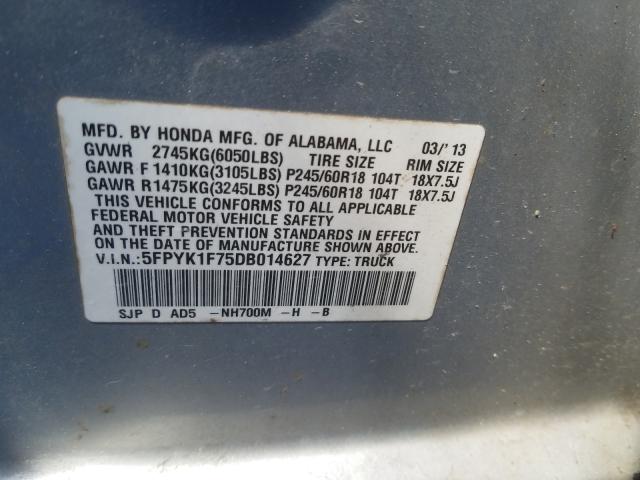 MFD. BY HONDA MFG. OF ALABAMA, LLC 03/'13
GVWR 2745KG(6050LBS) TIRE SIZE RIM SIZE
GAWR F 1410KG(3105LBS) P245/60R18 104T 18X7.5J
GAWR R1475KG(3245LBS) P245/60R18 104T 18X7.5J
THIS VEHICLE CONFORMS TO ALL APPLICABLE
FEDERAL MOTOR VEHICLE SAFETY
AND THEFT PREVENTION STANDARDS IN EFFECT
ON THE DATE OF MANUFACTURE SHOWN ABOVE.
V.I.N.:5FPYK1F75DB014627 TYPE: TRUCK
SJP D AD5 -NH700M -H -B